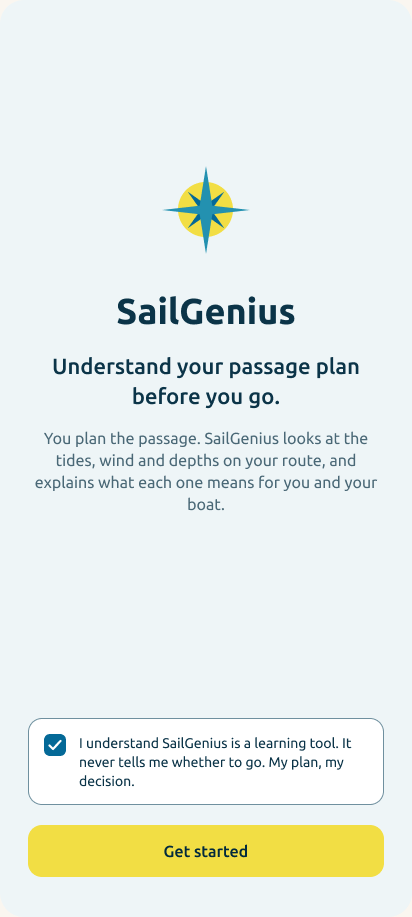 SailGenius
Understand your passage plan
before you go.
You plan the passage. SailGenius looks at the
tides, wind and depths on your route, and
explains what each one means for you and your
boat.
I understand SailGenius is a learning tool. It
never tells me whether to go. My plan, my
decision.
Get started